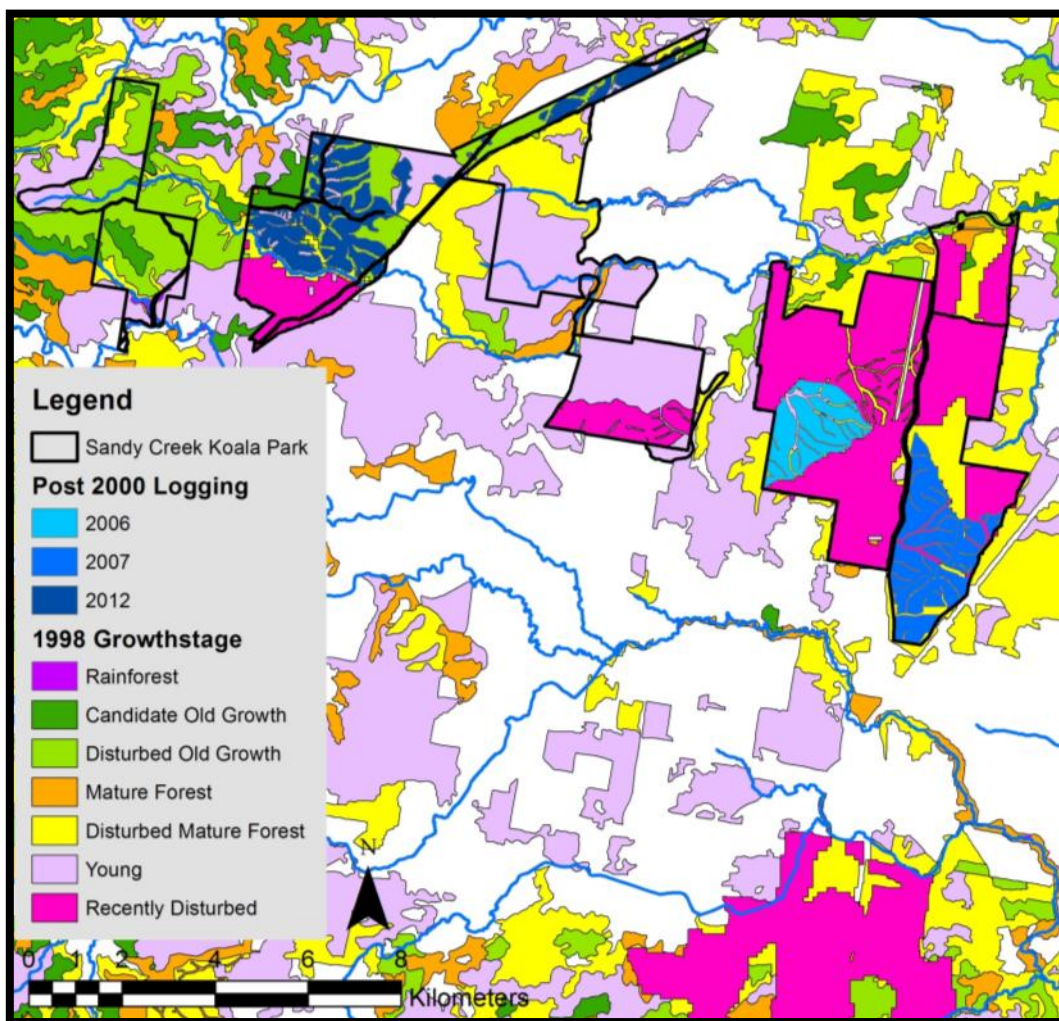 Legend
Sandy Creek Koala Park
Post 2000 Logging
2006
2007
2012
1998 Growthstage
Rainforest
Candidate Old Growth
Disturbed Old Growth
Mature Forest
Disturbed Mature Forest
Young
Recently Disturbed
N
0 1 2 4 6 8
Kilometers